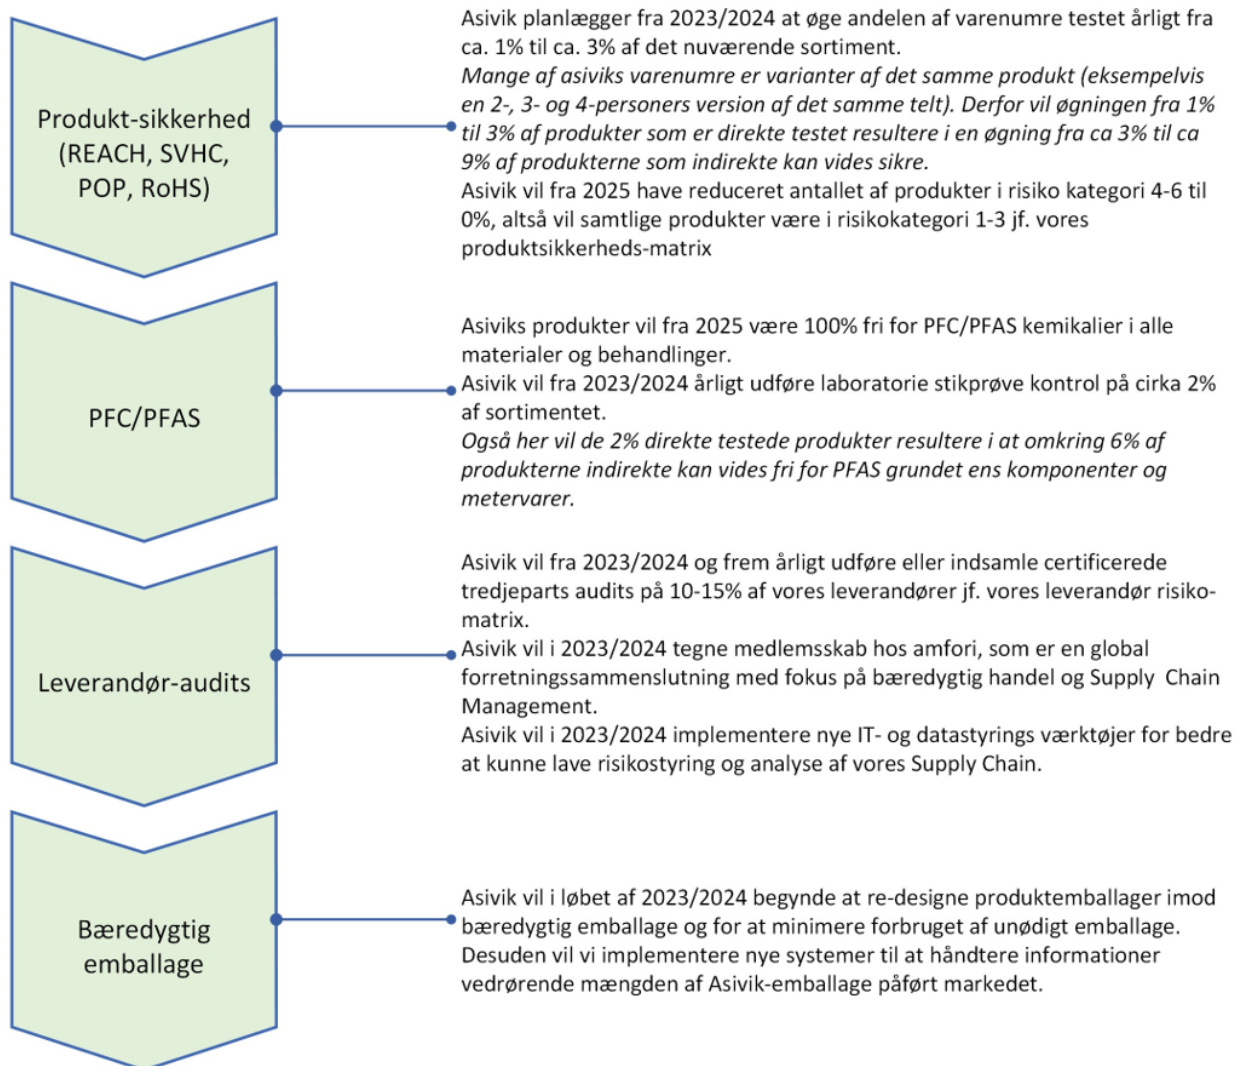 Produkt-sikkerhed
(REACH, SVHC,
POP, RoHS)
Asivik planlægger fra 2023/2024 at øge andelen af varenumre testet årligt fra
ca. 1% til ca. 3% af det nuværende sortiment.
Mange af asiviks varenumre er varianter af det samme produkt (eksempelvis
en 2-, 3- og 4-personers version af det samme telt). Derfor vil øgningen fra 1%
til 3% af produkter som er direkte testet resultere i en øgning fra ca 3% til ca
9% af produkterne som indirekte kan vides sikre.
Asivik vil fra 2025 have reduceret antallet af produkter i risiko kategori 4-6 til
0%, altså vil samtlige produkter være i risikokategori 1-3 jf. vores
produktsikkerheds-matrix
PFC/PFAS
Asiviks produkter vil fra 2025 være 100% fri for PFC/PFAS kemikalier i alle
materialer og behandlinger.
Asivik vil fra 2023/2024 årligt udføre laboratorie stikprøve kontrol på cirka 2%
af sortimentet.
Også her vil de 2% direkte testede produkter resultere i at omkring 6% af
produkterne indirekte kan vides fri for PFAS grundet ens komponenter og
metervarer.
Leverandør-audits
Asivik vil fra 2023/2024 og frem årligt udføre eller indsamle certificerede
tredjeparts audits på 10-15% af vores leverandører jf. vores leverandør risiko-
matrix.
Asivik vil i 2023/2024 tegne medlemsskab hos amfori, som er en global
forretningssammenslutning med fokus på bæredygtig handel og Supply  Chain
Management.
Asivik vil i 2023/2024 implementere nye IT- og datastyrings værktøjer for bedre
at kunne lave risikostyring og analyse af vores Supply Chain.
Bæredygtig
emballage
Asivik vil i løbet af 2023/2024 begynde at re-designe produktemballager imod
bæredygtig emballage og for at minimere forbruget af unødigt emballage.
Desuden vil vi implementere nye systemer til at håndtere informationer
vedrørende mængden af Asivik-emballage påført markedet.